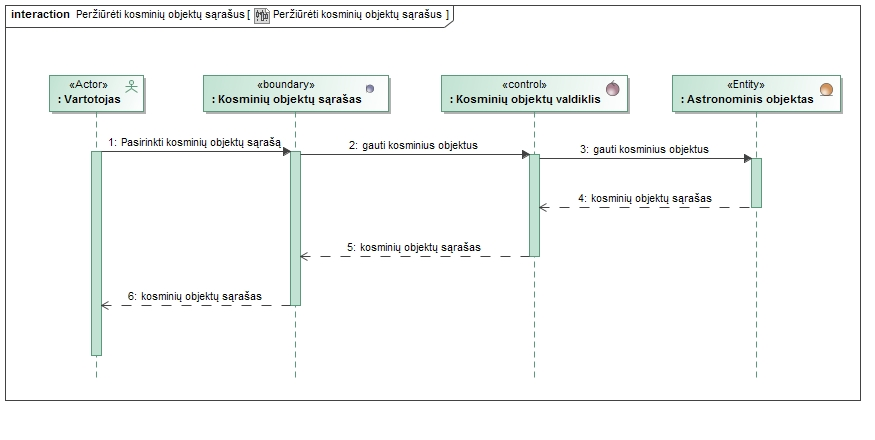 interaction Peržiūrėti kosminių objektų sąrašus [ Peržiūrėti kosminių objektų sąrašus ]
«Actor»
: Vartotojas
«boundary»
: Kosminių objektų sąrašas
«control»
: Kosminių objektų valdiklis
«Entity»
: Astronominis objektas
1: Pasirinkti kosminių objektų sąrašą
2: gauti kosminius objektus
3: gauti kosminius objektus
4: kosminių objektų sąrašas
5: kosminių objektų sąrašas
6: kosminių objektų sąrašas